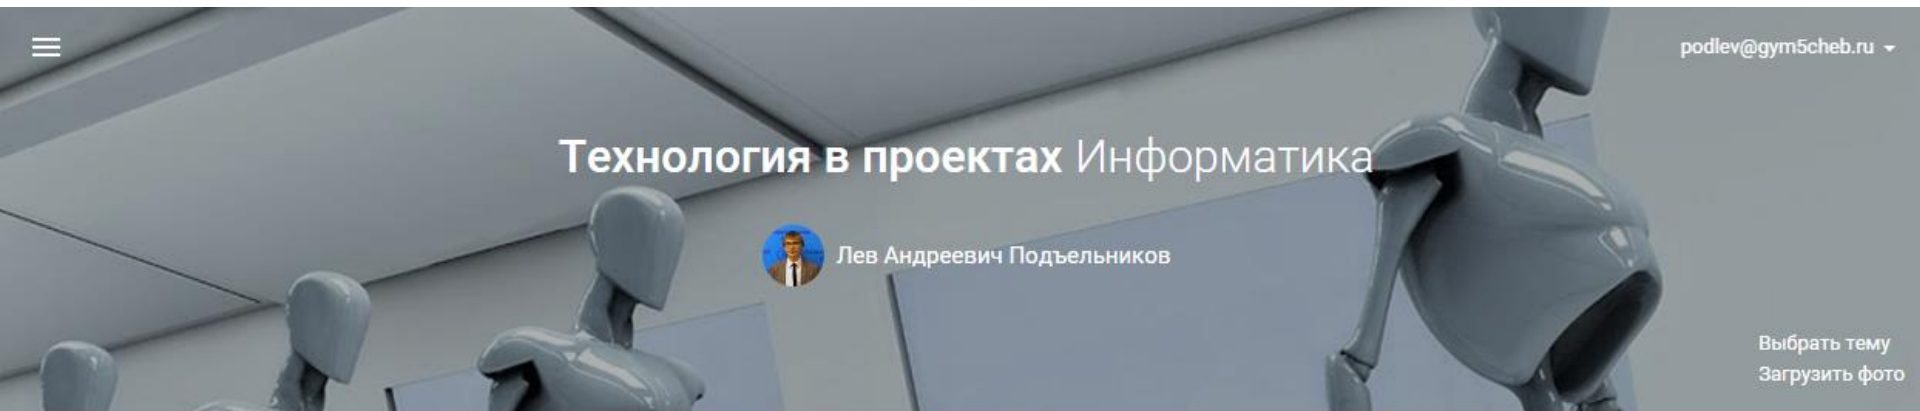 podlev@gym5cheb.ru
Технология в проектах Информатика
Лев Андреевич Подъельников
Выбрать тему
Загрузить фото